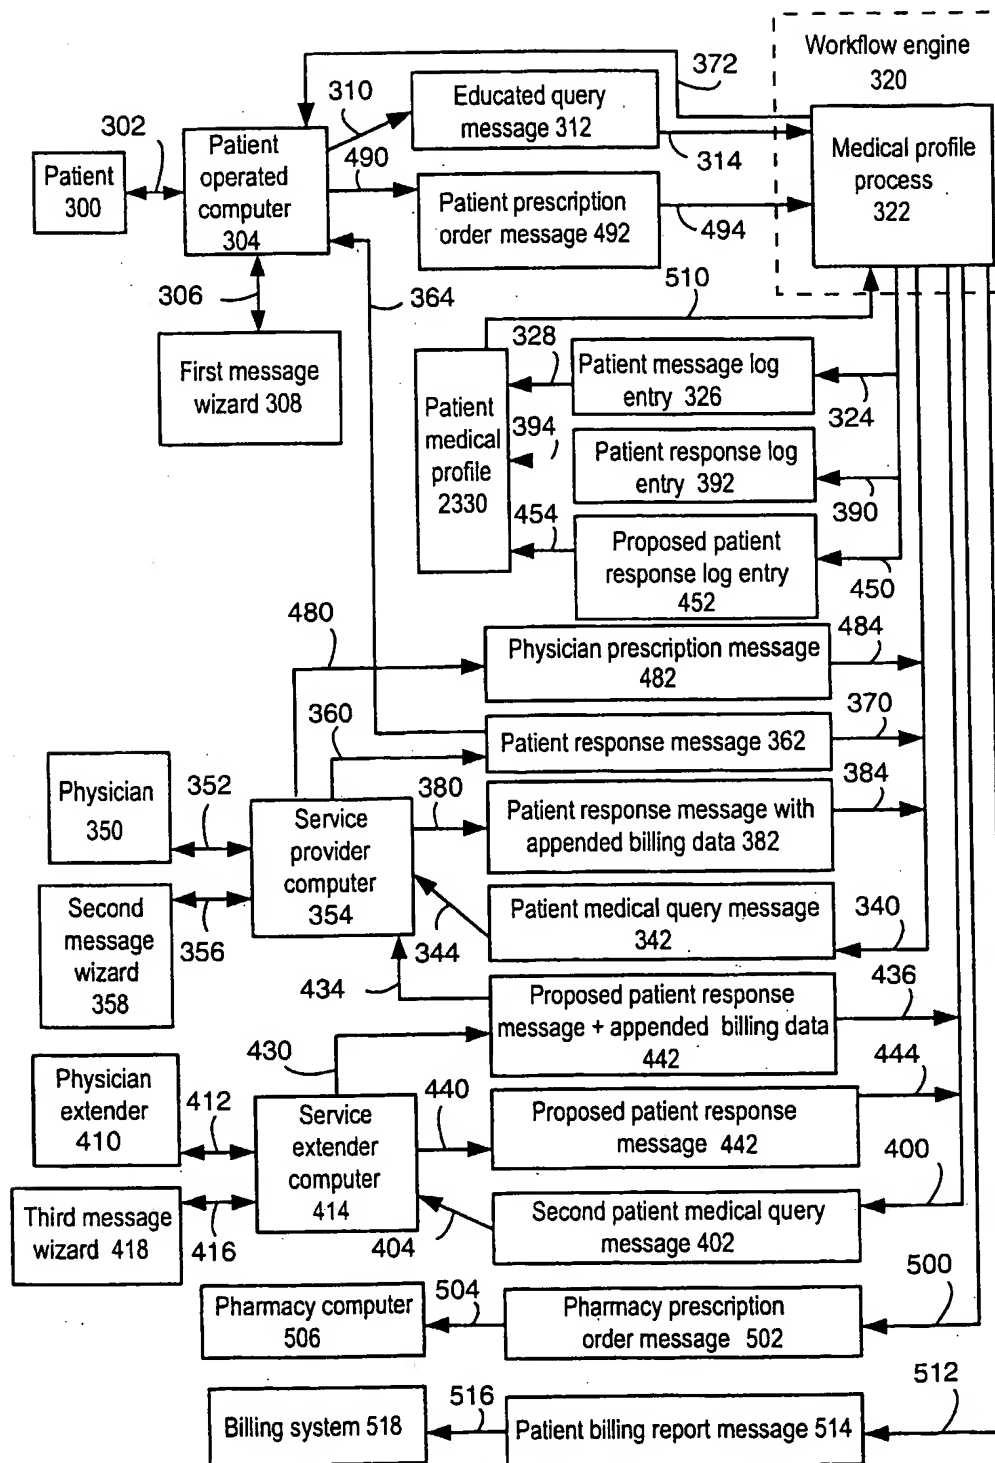 Workflow engine
320
372
310
Educated query
message 312
302
490
314
Patient
300
Patient
operated
computer
304
Medical profile
process
322
Patient prescription
order message 492
494
306
364
510
First message
wizard 308
328
Patient message log
entry 326
324
Patient
medical
profile
2330
394
Patient response log
entry 392
390
454
Proposed patient
response log entry
452
450
480
Physician prescription message
482
484
360
370
Patient response message 362
Physician
350
352
380
384
Service
provider
computer
354
Patient response message with
appended billing data 382
Second
message
wizard
358
356
344
Patient medical query message
342
340
434
436
Proposed patient response
message + appended billing data
442
430
444
Physician
extender
410
412
440
Service
extender
computer
414
Proposed patient response
message 442
400
Third message
wizard 418
416
404
Second patient medical query
message 402
500
Pharmacy computer
506
504
Pharmacy prescription
order message 502
512
516
Billing system 518
Patient billing report message 514